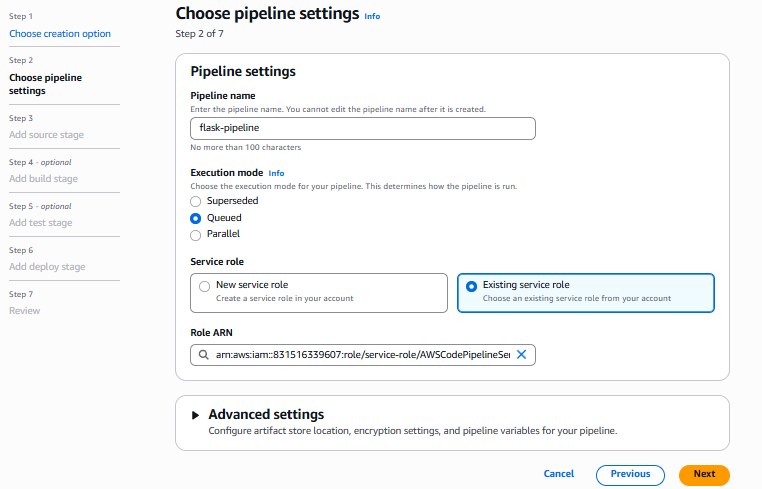 Step 1
Choose creation option
Step 2
Choose pipeline
settings
Step 3
Add source stage
Step 4 - optional
Add build stage
Step 5 - optional
Add test stage
Step 6
Add deploy stage
Step 7
Review
Choose pipeline settings Info
Step 2 of 7
Pipeline settings
Pipeline name
Enter the pipeline name. You cannot edit the pipeline name after it is created.
flask-pipeline
No more than 100 characters
Execution mode Info
Choose the execution mode for your pipeline. This determines how the pipeline is run.
Superseded
Queued
Parallel
Service role
New service role
Create a service role in your account
Existing service role
Choose an existing service role from your account
Role ARN
arn:aws:iam::831516339607:role/service-role/AWSCodePipelineSer
Advanced settings
Configure artifact store location, encryption settings, and pipeline variables for your pipeline.
Cancel
Previous
Next